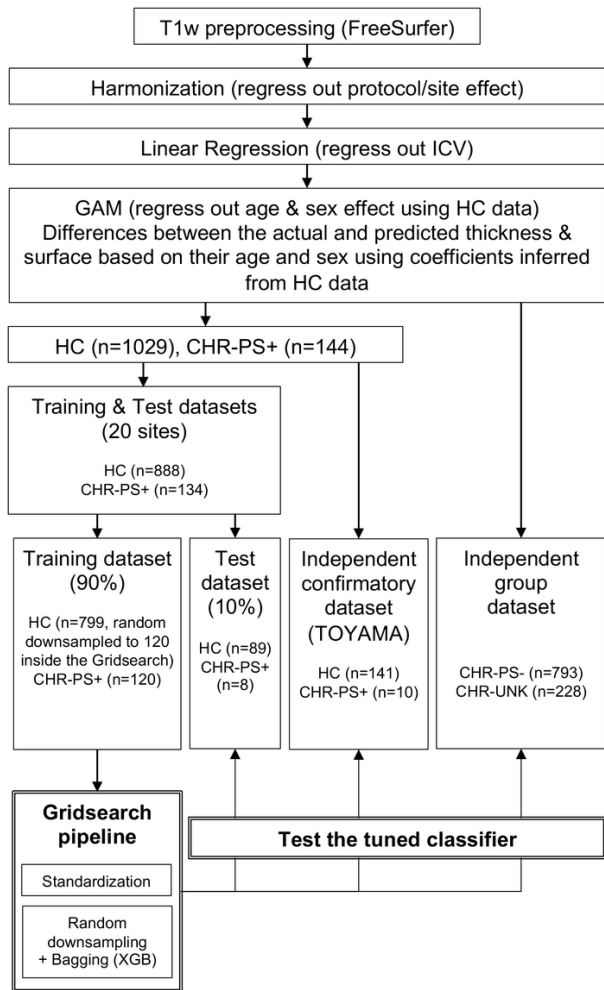 T1w preprocessing (FreeSurfer)
Harmonization (regress out protocol/site effect)
Linear Regression (regress out ICV)
GAM (regress out age & sex effect using HC data)
Differences between the actual and predicted thickness &
surface based on their age and sex using coefficients inferred
from HC data
HC (n=1029), CHR-PS+ (n=144)
Training & Test datasets
(20 sites)
HC (n=888)
CHR-PS+ (n=134)
Training dataset
(90%)
HC (n=799, random
downsampled to 120
inside the Gridsearch)
CHR-PS+ (n=120)
Test
dataset
(10%)
HC (n=89)
CHR-PS+
(n=8)
Independent
confirmatory
dataset
(TOYAMA)
HC (n=141)
CHR-PS+ (n=10)
Independent
group
dataset
CHR-PS- (n=793)
CHR-UNK (n=228)
Gridsearch
pipeline
Standardization
Random
downsampling
+ Bagging (XGB)
Test the tuned classifier